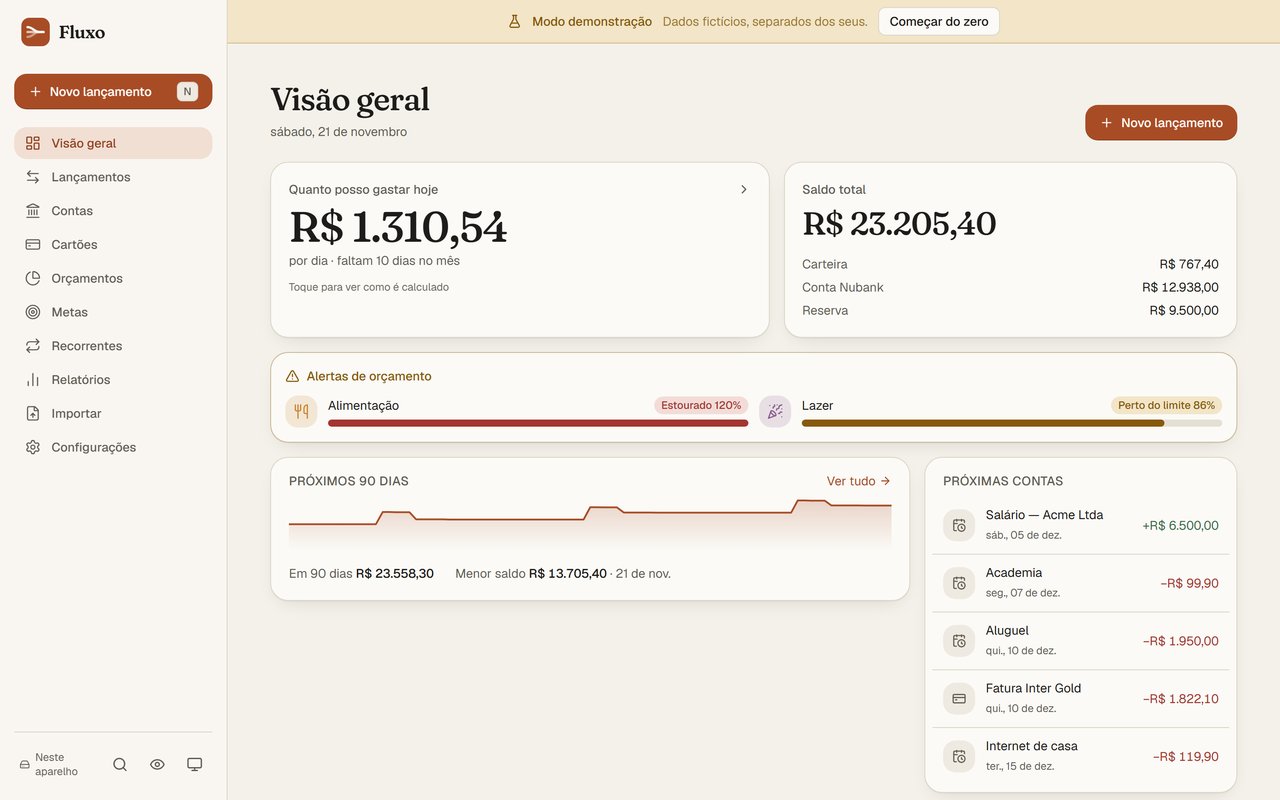 Fluxo
Novo lançamento N
Visão geral
Lançamentos
Contas
Cartões
Orçamentos
Metas
Recorrentes
Relatórios
Importar
Configurações
Neste
aparelho
Modo demonstração Dados fictícios, separados dos seus. Começar do zero
Visão geral
sábado, 21 de novembro
Novo lançamento
Quanto posso gastar hoje
R$ 1.310,54
por dia · faltam 10 dias no mês
Toque para ver como é calculado
Saldo total
R$ 23.205,40
Carteira R$ 767,40
Conta Nubank R$ 12.938,00
Reserva R$ 9.500,00
Alertas de orçamento
Alimentação Estourado 120%
Lazer Perto do limite 86%
PRÓXIMOS 90 DIAS Ver tudo →
Em 90 dias R$ 23.558,30 Menor saldo R$ 13.705,40 · 21 de nov.
PRÓXIMAS CONTAS
Salário — Acme Ltda +R$ 6.500,00
sáb., 05 de dez.
Academia −R$ 99,90
seg., 07 de dez.
Aluguel −R$ 1.950,00
qui., 10 de dez.
Fatura Inter Gold −R$ 1.822,10
qui., 10 de dez.
Internet de casa −R$ 119,90
ter., 15 de dez.